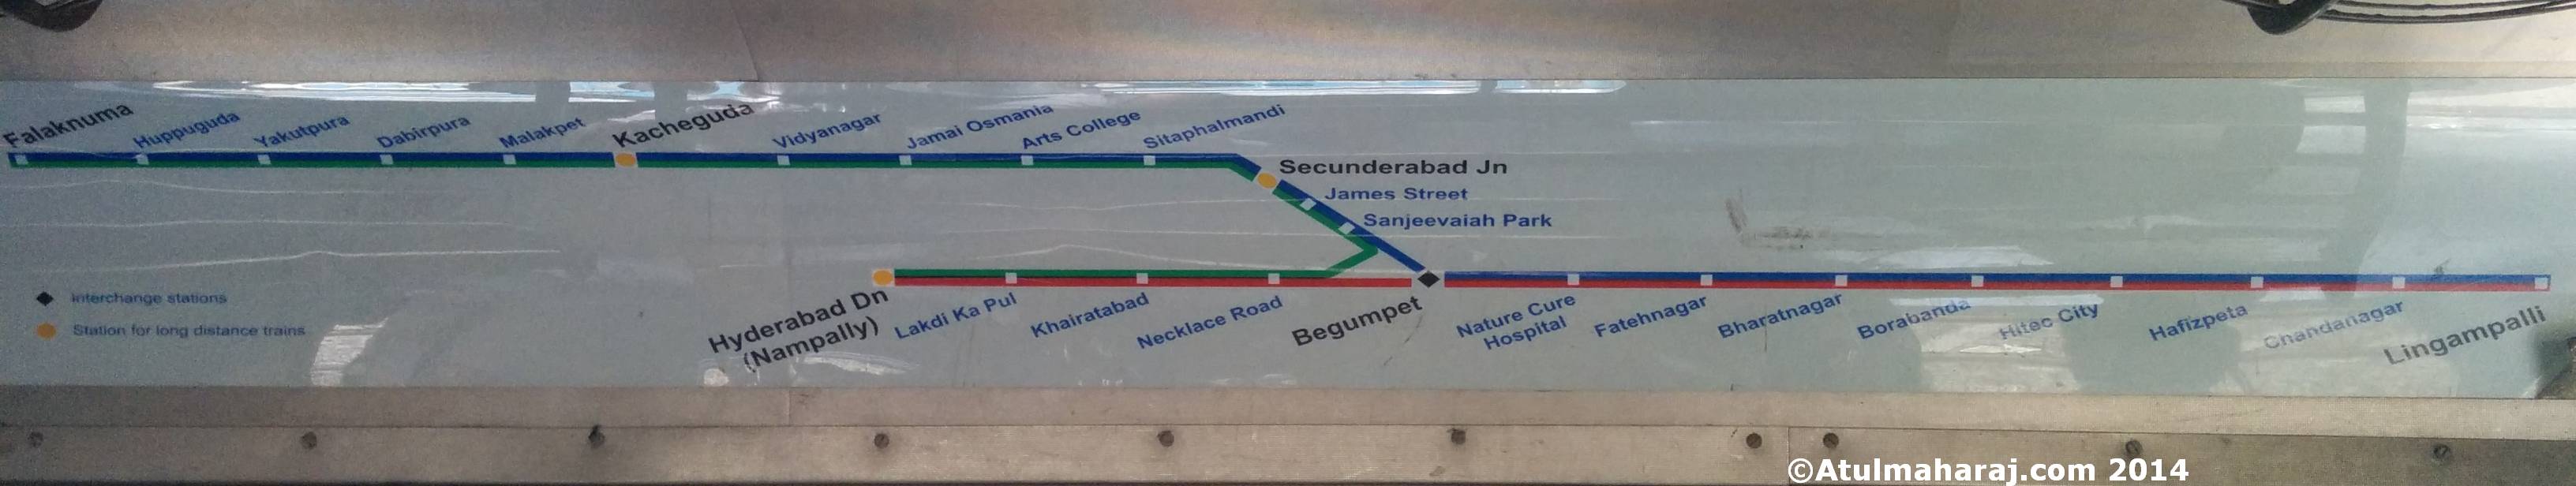 Falaknuma
Huppuguda
Yakutpura
Dabirpura
Malakpet
Kacheguda
Vidyanagar
Jamai Osmania
Arts College
Sitaphalmandi
Secunderabad Jn
James Street
Sanjeevaiah Park
Hyderabad Dn
(Nampally)
Lakdi Ka Pul
Khairatabad
Necklace Road
Begumpet
Nature Cure
Hospital
Fatehnagar
Bharatnagar
Borabanda
Hitec City
Hafizpeta
Chandanagar
Lingampalli
Interchange stations
Station for long distance trains
©Atulmaharaj.com 2014